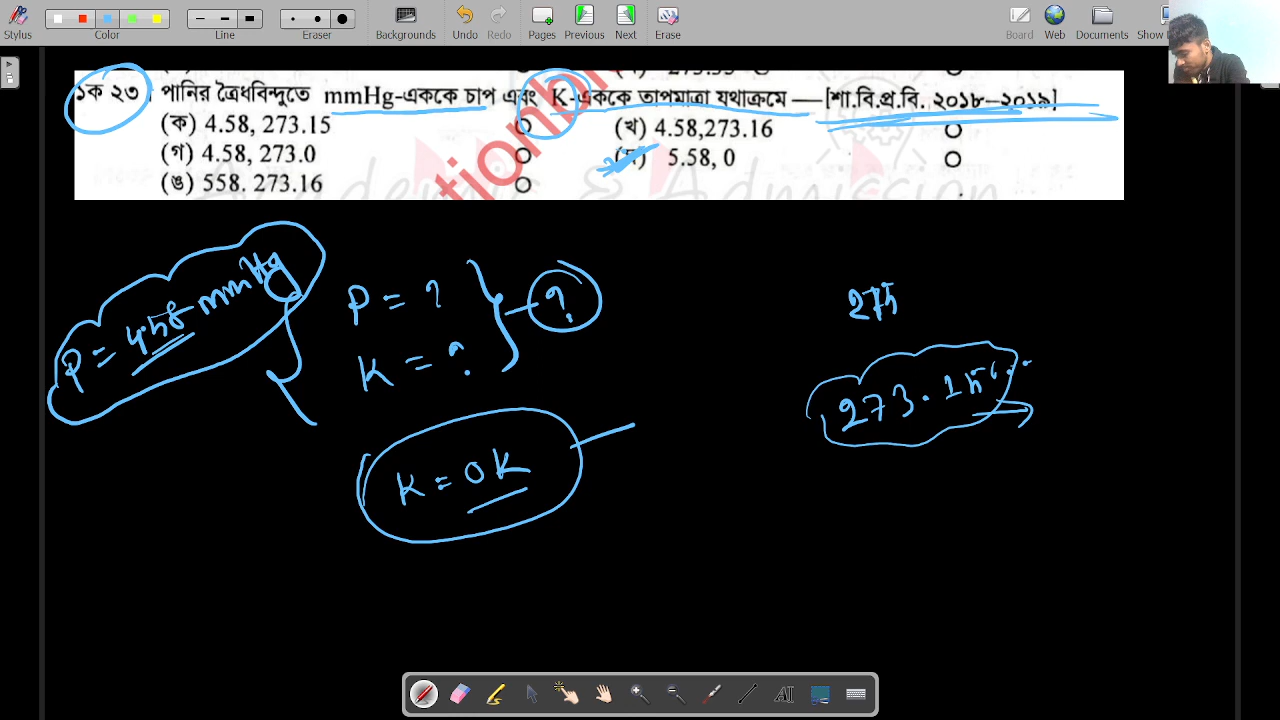 Stylus
Color
Line
Eraser
Backgrounds
Undo
Redo
Pages
Previous
Next
Erase
Board
Web
Documents
১ক ২৩। পানির ত্রৈধবিন্দুতে mmHg-এককে চাপ এবং K-এককে তাপমাত্রা যথাক্রমে — [শা.বি.প্র.বি. ২০১৮–২০১৯]
(ক) 4.58, 273.15
(খ) 4.58,273.16
(গ) 4.58, 273.0
5.58, 0
(ঙ) 558. 273.16
P = 4.58 mmHg
P = ?
K = ?
?
K = 0K
275
273.15